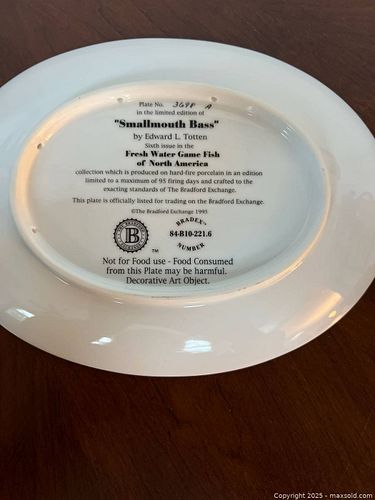 Plate No. 3698 A
in the limited edition of
"Smallmouth Bass"
by Edward L. Totten
Sixth issue in the
Fresh Water Game Fish
of North America
collection which is produced on hard-fire porcelain in an edition
limited to a maximum of 95 firing days and crafted to the
exacting standards of The Bradford Exchange.
This plate is officially listed for trading on the Bradford Exchange.
©The Bradford Exchange 1995
B
™
BRADEX™
84-B10-221.6
NUMBER
Not for Food use - Food Consumed
from this Plate may be harmful.
Decorative Art Object.
Copyright 2025 - maxsold.com